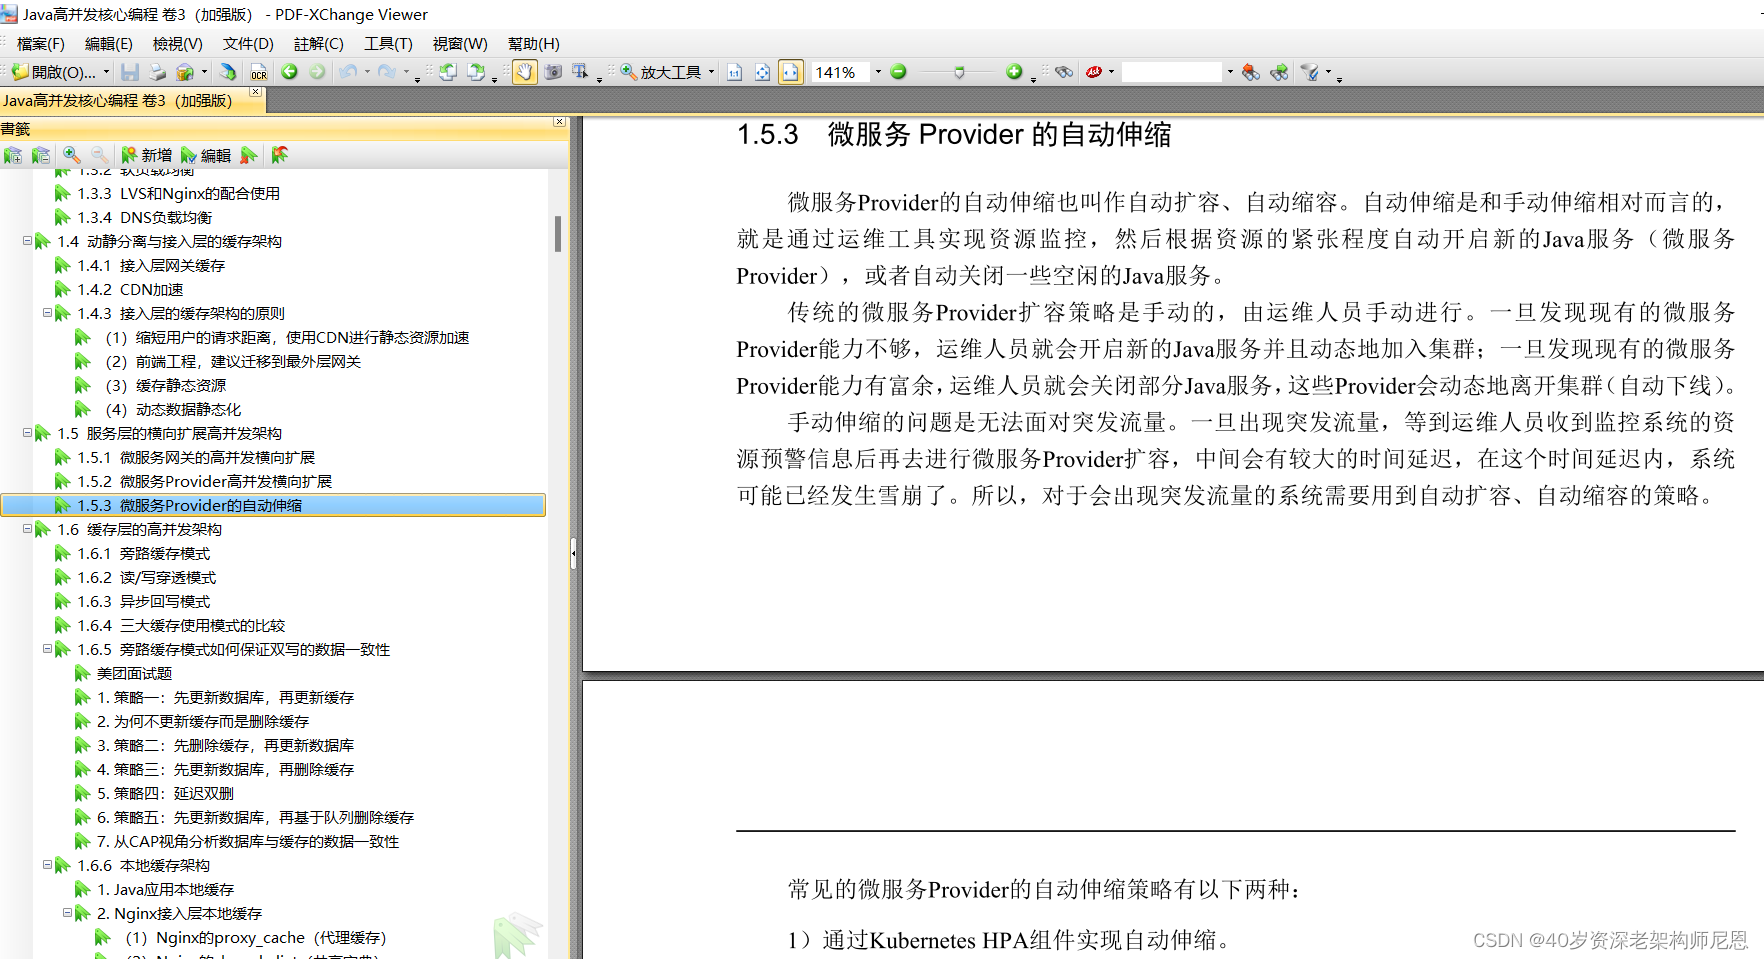 Java高并发核心编程 卷3（加强版） - PDF-XChange Viewer
檔案(F) 編輯(E) 檢視(V) 文件(D) 註解(C) 工具(T) 視窗(W) 幫助(H)
開啟(O)... OCR 放大工具 1:1 141% Ask
Java高并发核心编程 卷3（加强版）
書籤
新增 編輯
1.3.2 软负载均衡
1.3.3 LVS和Nginx的配合使用
1.3.4 DNS负载均衡
1.4 动静分离与接入层的缓存架构
1.4.1 接入层网关缓存
1.4.2 CDN加速
1.4.3 接入层的缓存架构的原则
（1）缩短用户的请求距离，使用CDN进行静态资源加速
（2）前端工程，建议迁移到最外层网关
（3）缓存静态资源
（4）动态数据静态化
1.5 服务层的横向扩展高并发架构
1.5.1 微服务网关的高并发横向扩展
1.5.2 微服务Provider高并发横向扩展
1.5.3 微服务Provider的自动伸缩
1.6 缓存层的高并发架构
1.6.1 旁路缓存模式
1.6.2 读/写穿透模式
1.6.3 异步回写模式
1.6.4 三大缓存使用模式的比较
1.6.5 旁路缓存模式如何保证双写的数据一致性
美团面试题
1. 策略一：先更新数据库，再更新缓存
2. 为何不更新缓存而是删除缓存
3. 策略二：先删除缓存，再更新数据库
4. 策略三：先更新数据库，再删除缓存
5. 策略四：延迟双删
6. 策略五：先更新数据库，再基于队列删除缓存
7. 从CAP视角分析数据库与缓存的数据一致性
1.6.6 本地缓存架构
1. Java应用本地缓存
2. Nginx接入层本地缓存
（1）Nginx的proxy_cache（代理缓存）
1.5.3 微服务 Provider 的自动伸缩
微服务Provider的自动伸缩也叫作自动扩容、自动缩容。自动伸缩是和手动伸缩相对而言的，
就是通过运维工具实现资源监控，然后根据资源的紧张程度自动开启新的Java服务（微服务
Provider），或者自动关闭一些空闲的Java服务。
传统的微服务Provider扩容策略是手动的，由运维人员手动进行。一旦发现现有的微服务
Provider能力不够，运维人员就会开启新的Java服务并且动态地加入集群；一旦发现现有的微服务
Provider能力有富余，运维人员就会关闭部分Java服务，这些Provider会动态地离开集群（自动下线）。
手动伸缩的问题是无法面对突发流量。一旦出现突发流量，等到运维人员收到监控系统的资
源预警信息后再去进行微服务Provider扩容，中间会有较大的时间延迟，在这个时间延迟内，系统
可能已经发生雪崩了。所以，对于会出现突发流量的系统需要用到自动扩容、自动缩容的策略。
常见的微服务Provider的自动伸缩策略有以下两种：
1）通过Kubernetes HPA组件实现自动伸缩。
CSDN @40岁资深老架构师尼恩